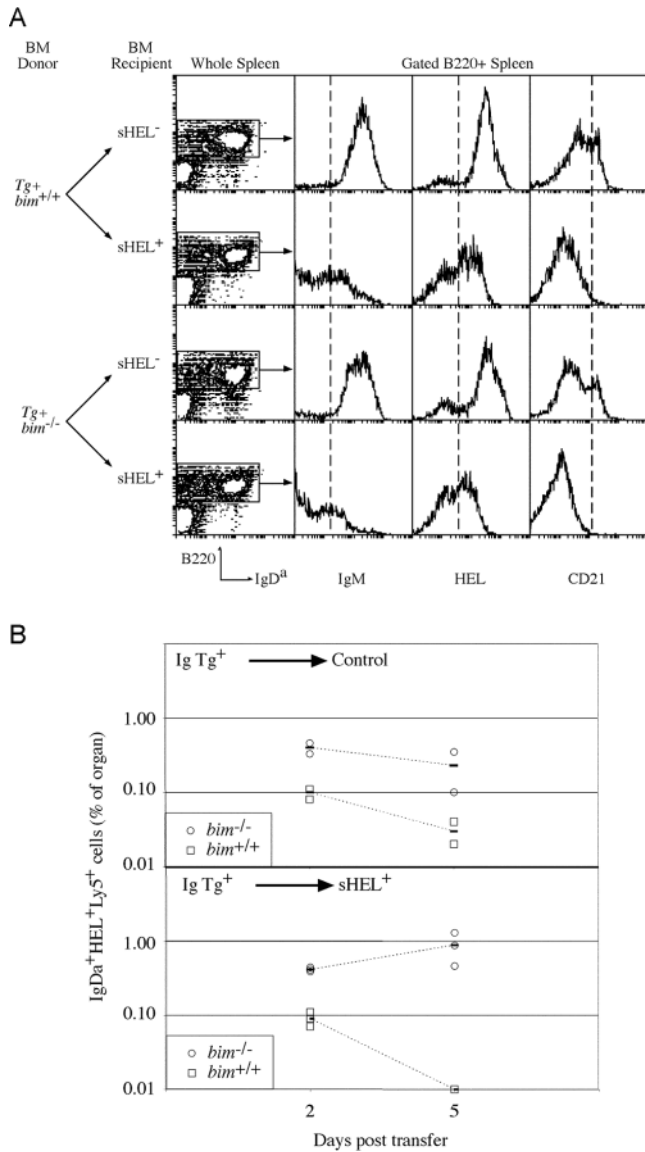 A
BM Donor
BM Recipient
Whole Spleen
Gated B220+ Spleen
Tg+ bim+/+
sHEL-
sHEL+
Tg+ bim-/-
sHEL-
sHEL+
B220
IgDa
IgM
HEL
CD21
B
IgDa+HEL+Ly5+ cells (% of organ)
Ig Tg+
Control
1.00
0.10
0.01
bim-/-
bim+/+
Ig Tg+
sHEL+
1.00
0.10
0.01
bim-/-
bim+/+
2
5
Days post transfer